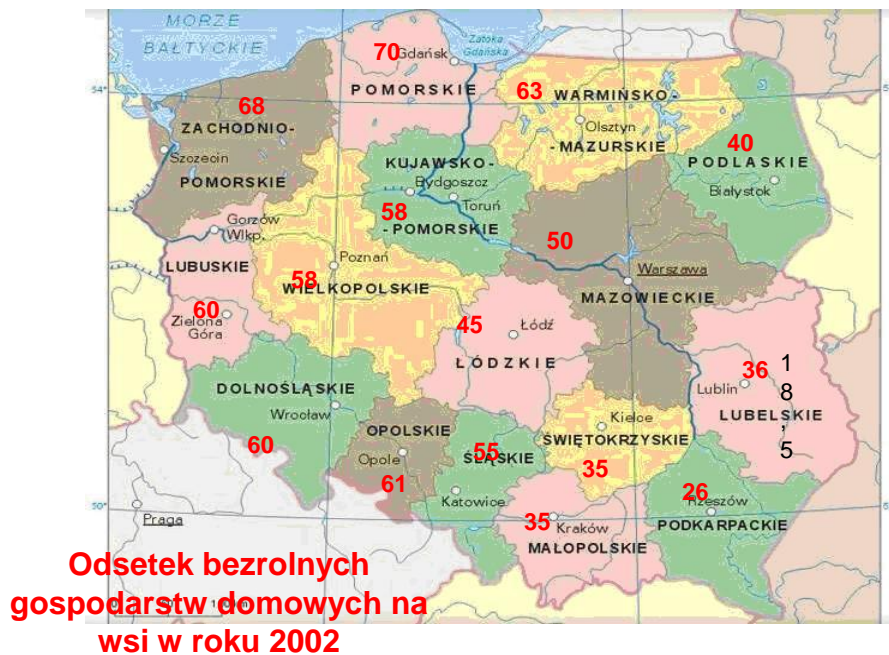 MORZE
BAŁTYCKIE
Zatoka
Gdańska
70
Gdańsk
POMORSKIE
54°
5
68
ZACHODNIO-
POMORSKIE
Szczecin
63
WARMIŃSKO-
Olsztyn
-MAZURSKIE
40
PODLASKIE
Białystok
KUJAWSKO-
Bydgoszcz
Toruń
58
-POMORSKIE
Gorzów
Wlkp.
LUBUSKIE
60
Zielona
Góra
Poznań
58
WIELKOPOLSKIE
50
Warszawa
MAZOWIECKIE
45
Łódź
ŁÓDZKIE
36
Lublin
LUBELSKIE
1
8
,
5
DOLNOŚLĄSKIE
Wrocław
60
OPOLSKIE
Opole
61
55
ŚLĄSKIE
Katowice
Kielce
ŚWIĘTOKRZYSKIE
35
26
Rzeszów
PODKARPACKIE
35
Kraków
MAŁOPOLSKIE
50°
Praga
Odsetek bezrolnych
gospodarstw domowych na
wsi w roku 2002